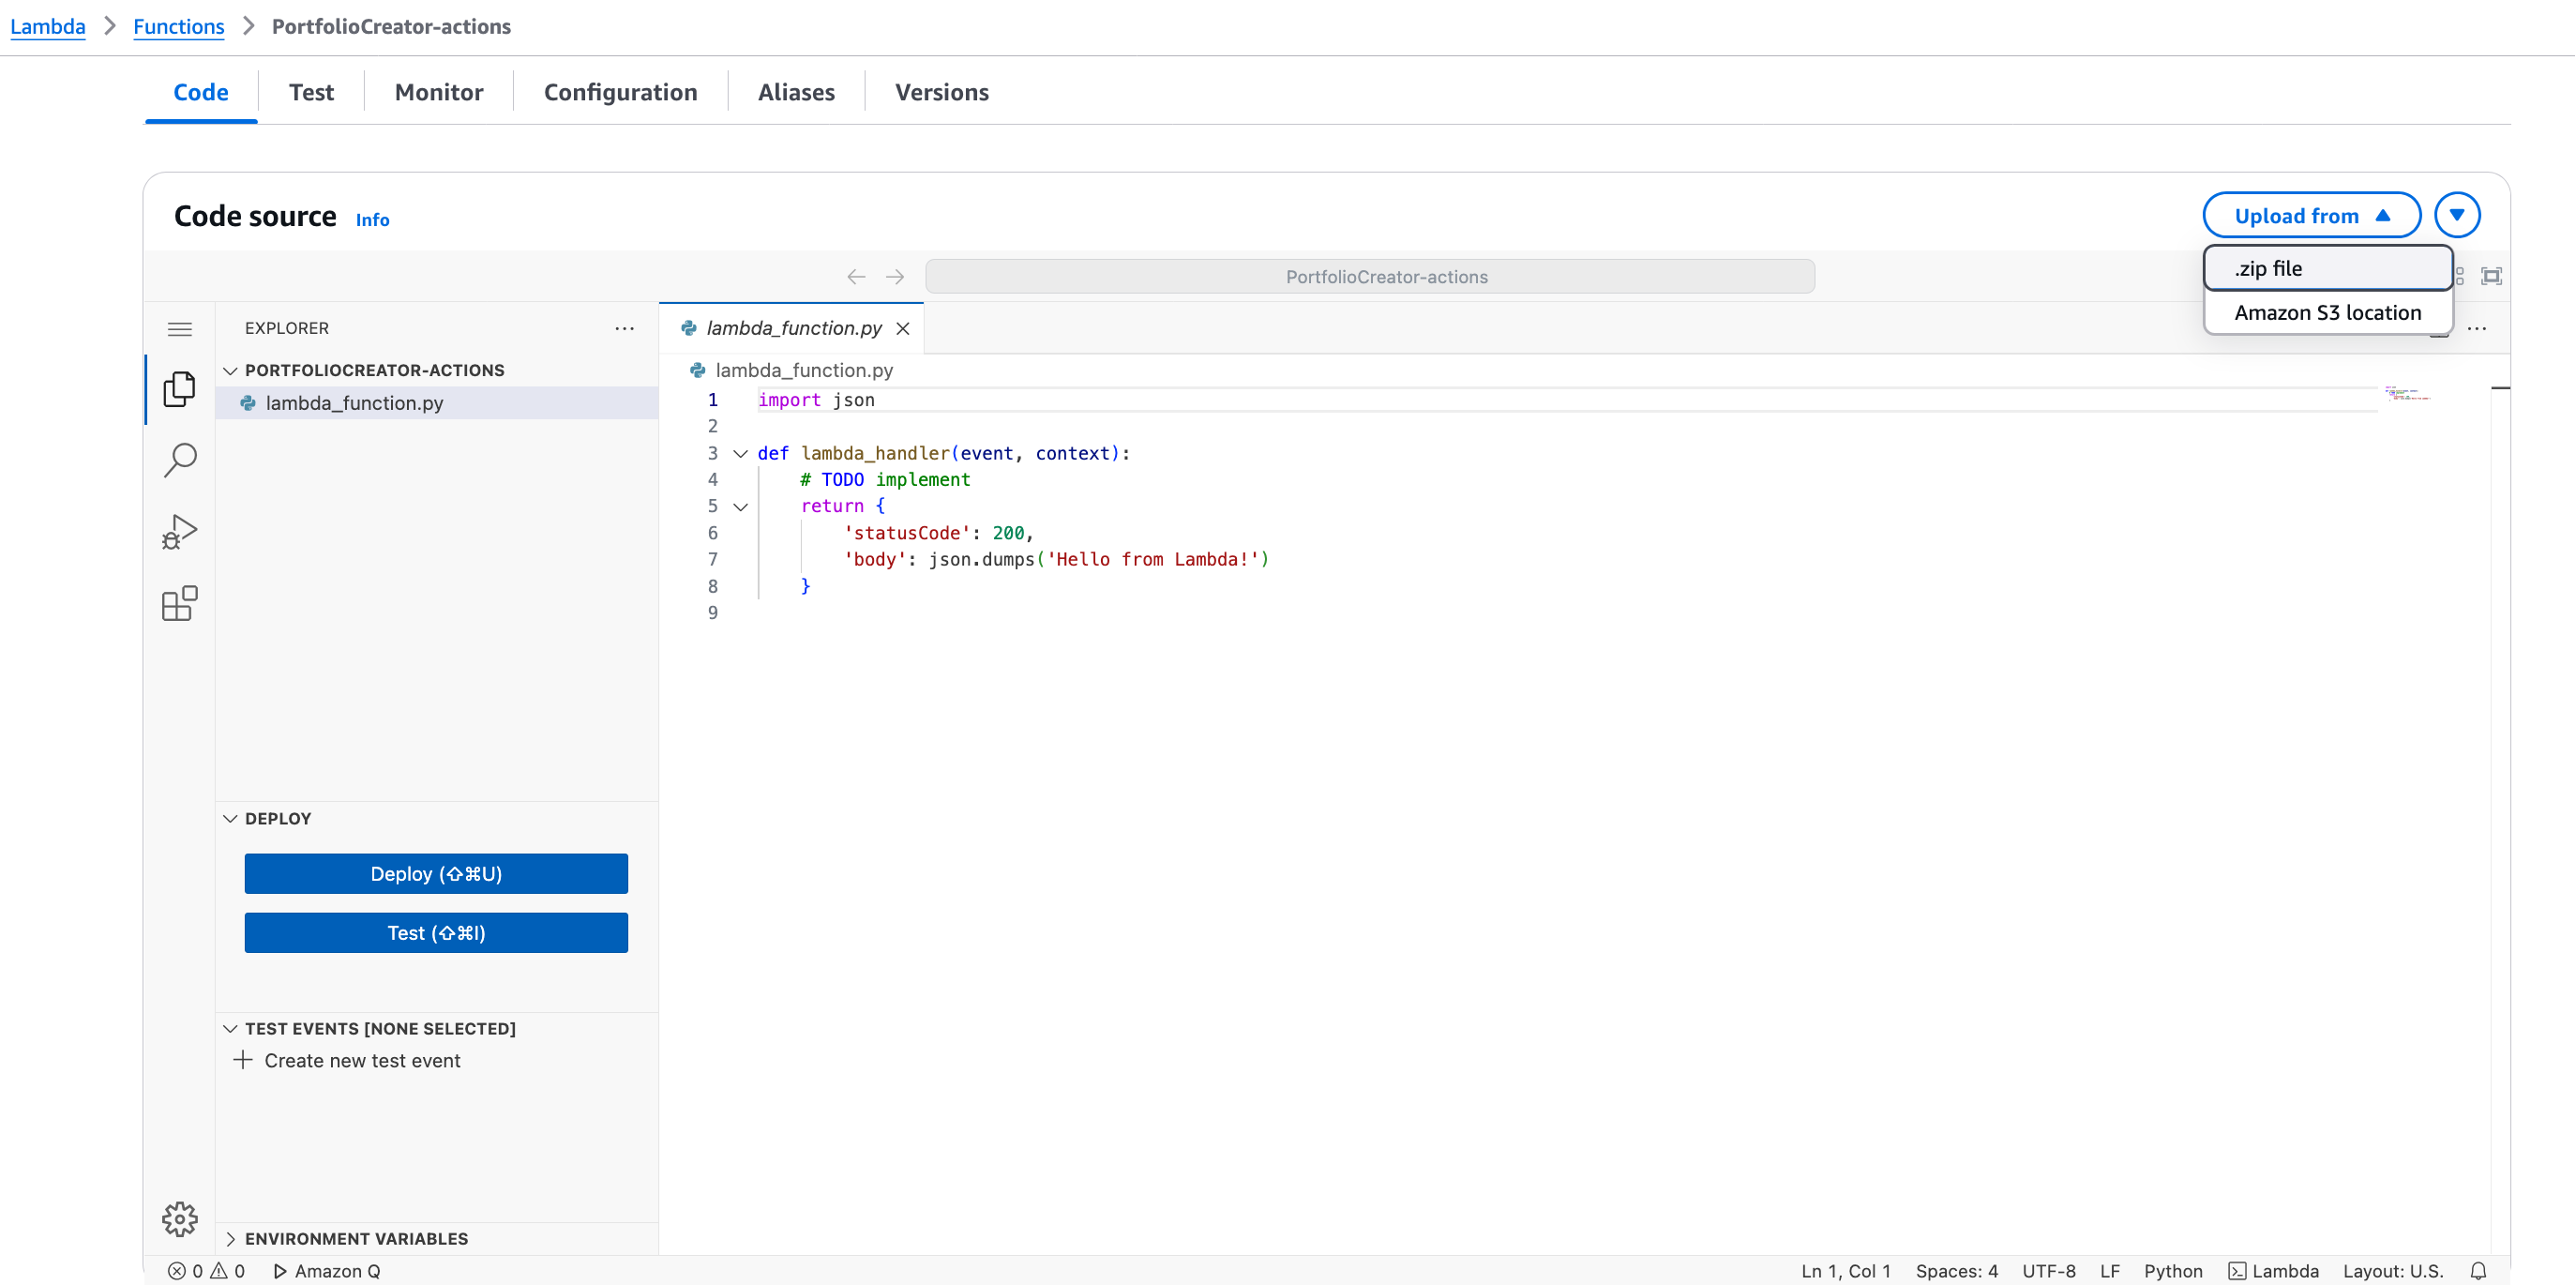 Lambda > Functions > PortfolioCreator-actions
Code Test Monitor Configuration Aliases Versions
Code source Info
Upload from
.zip file
Amazon S3 location
PortfolioCreator-actions
EXPLORER
PORTFOLIOCREATOR-ACTIONS
lambda_function.py
DEPLOY
Deploy (⇧⌘U)
Test (⇧⌘I)
TEST EVENTS [NONE SELECTED]
Create new test event
ENVIRONMENT VARIABLES
lambda_function.py
lambda_function.py
1 import json
2
3 def lambda_handler(event, context):
4     # TODO implement
5     return {
6         'statusCode': 200,
7         'body': json.dumps('Hello from Lambda!')
8     }
9
0 0 Amazon Q
Ln 1, Col 1 Spaces: 4 UTF-8 LF Python Lambda Layout: U.S.